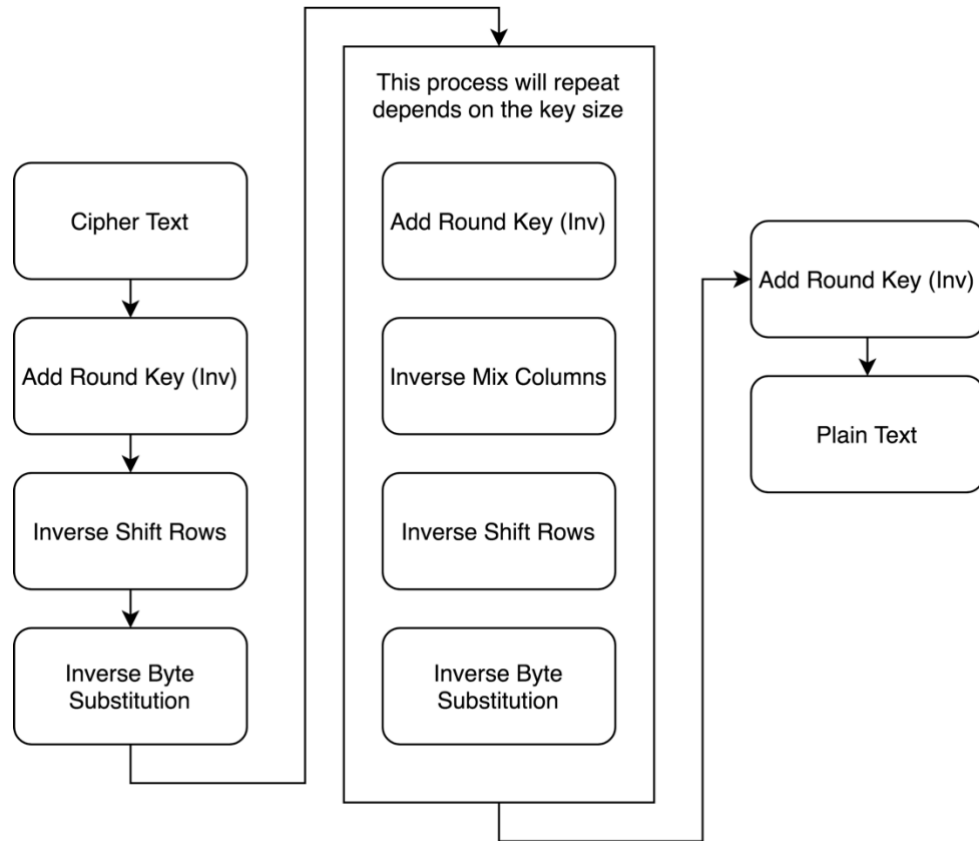 Cipher Text
Add Round Key (Inv)
Inverse Shift Rows
Inverse Byte
Substitution
This process will repeat
depends on the key size
Add Round Key (Inv)
Inverse Mix Columns
Inverse Shift Rows
Inverse Byte
Substitution
Add Round Key (Inv)
Plain Text